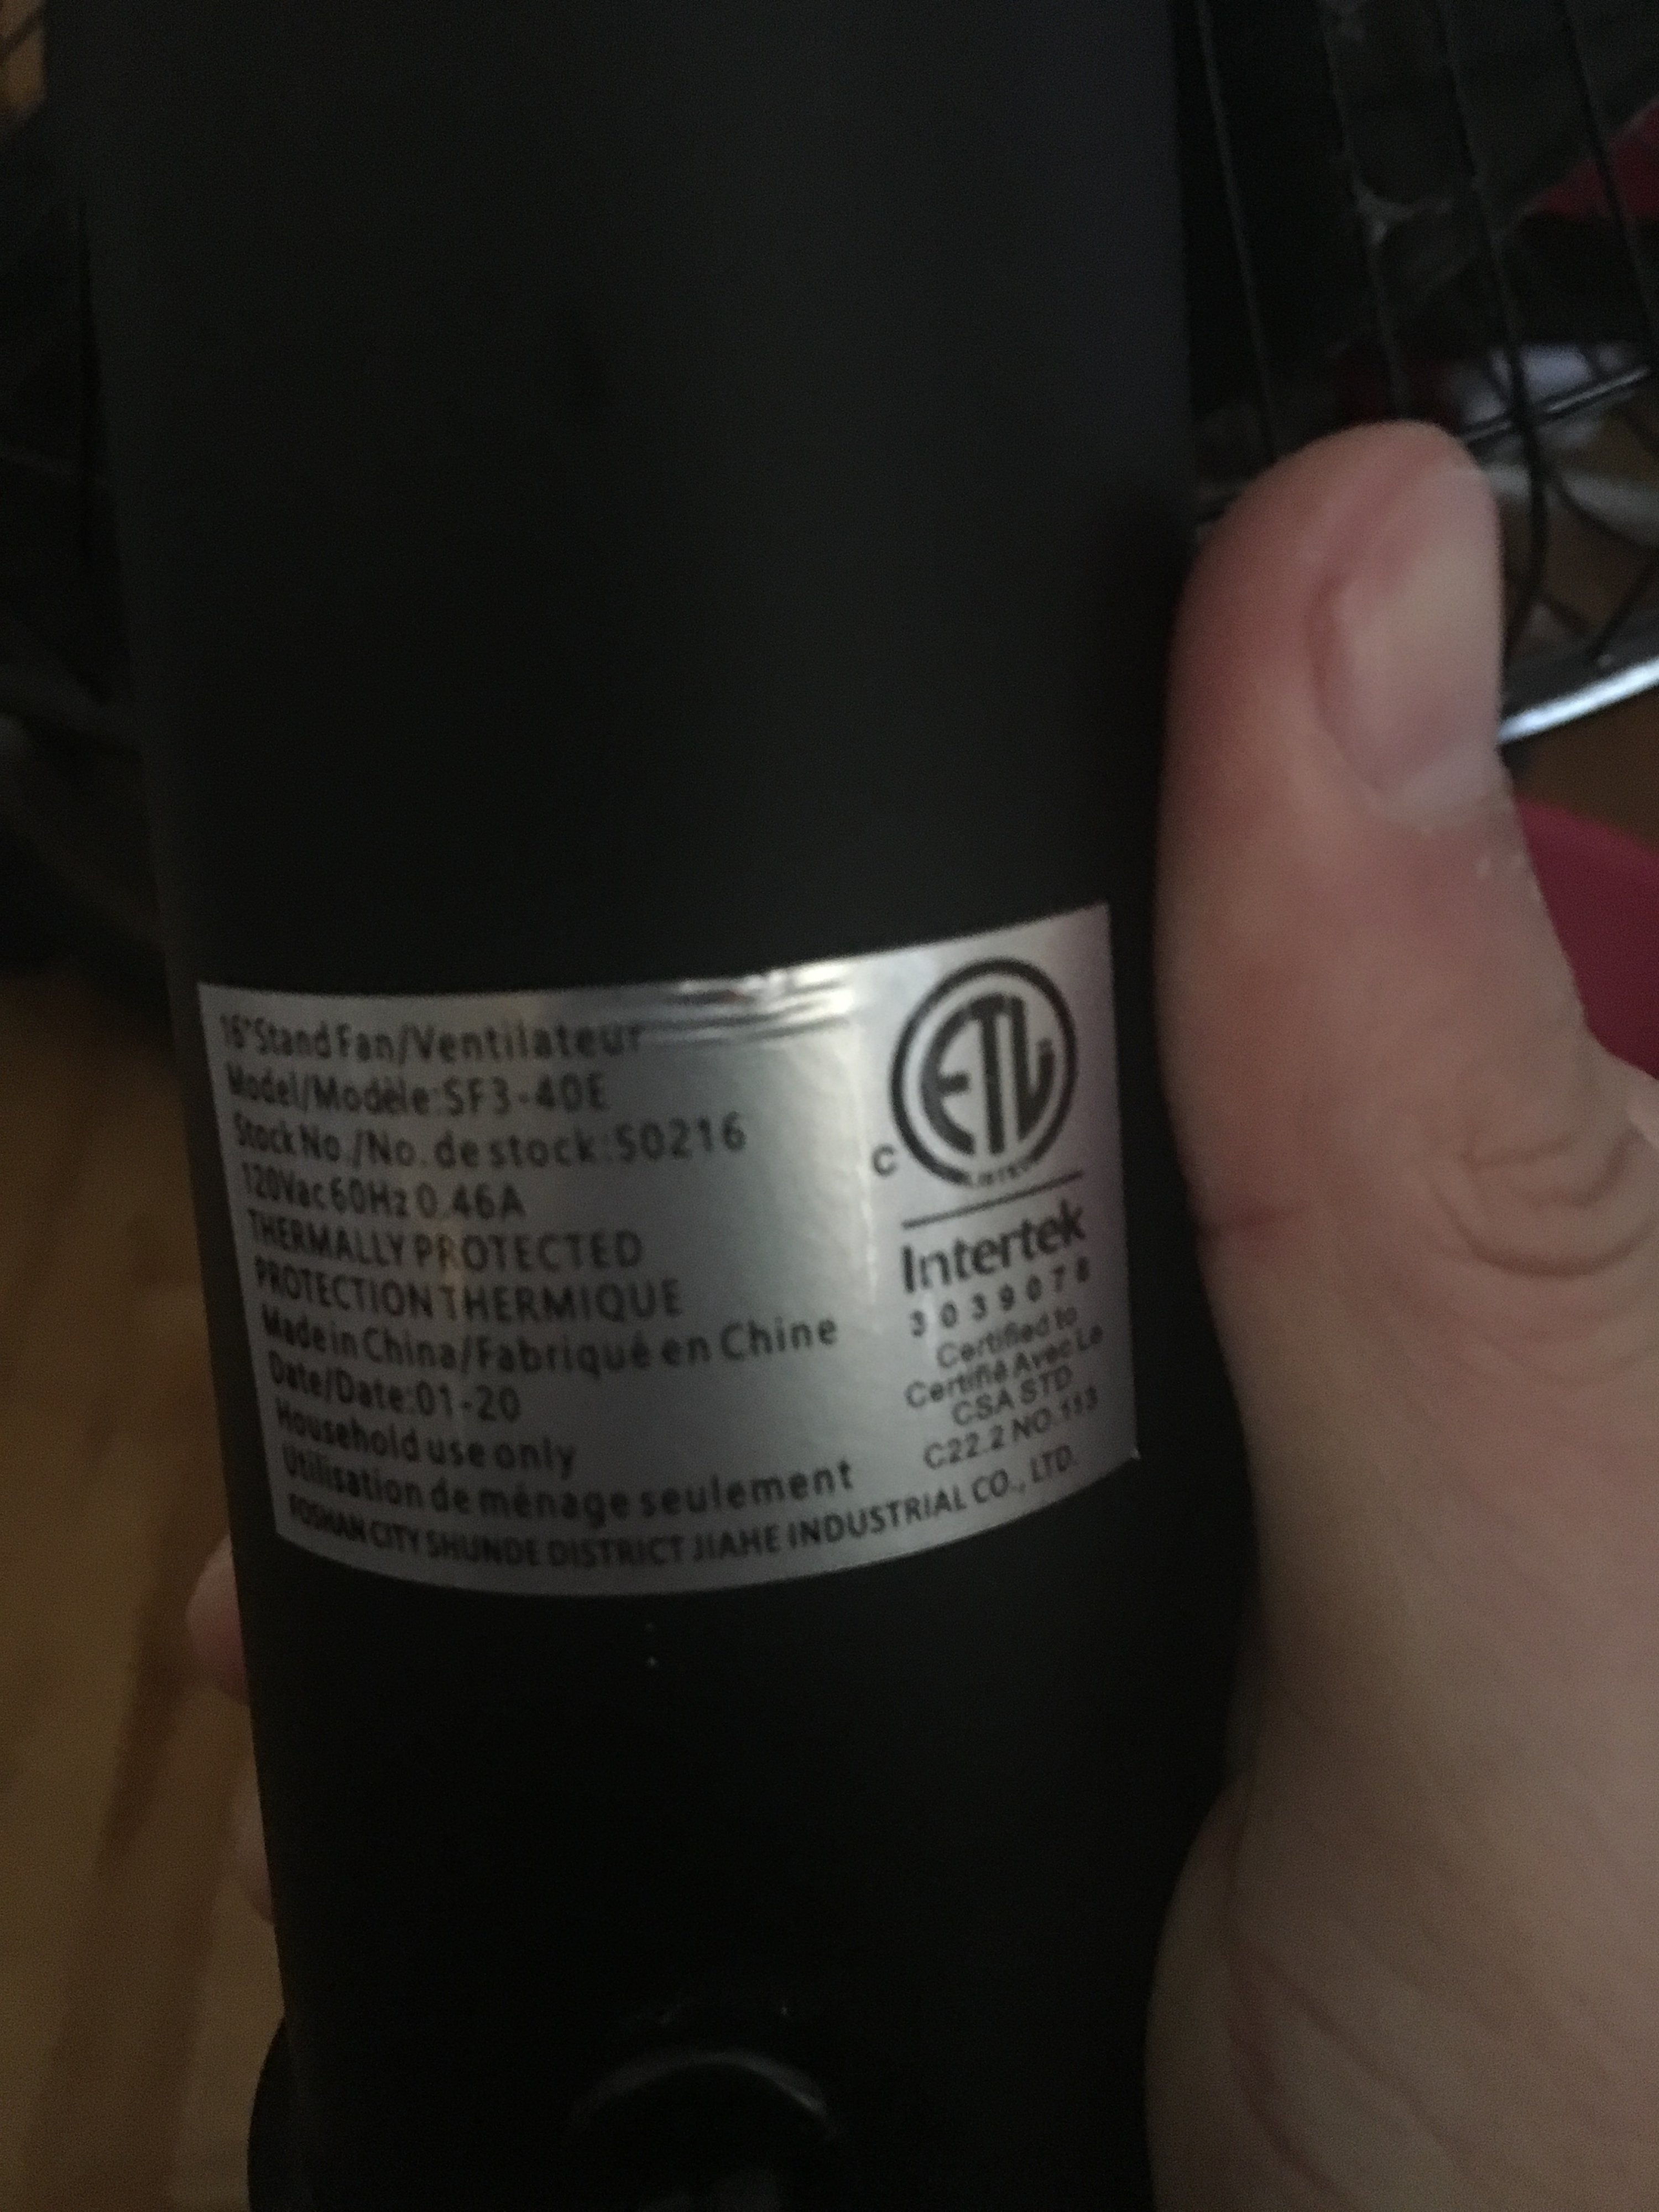 16"Stand Fan/Ventilateur
Model/Modèle:SF3-40E
Stock No./No. de stock:50216
120Vac60Hz 0.46A
THERMALLY PROTECTED
PROTECTION THERMIQUE
Made in China/Fabriqué en Chine
Date/Date:01-20
Household use only
Utilisation de ménage seulement
FOSHAN CITY SHUNDE DISTRICT JIAHE INDUSTRIAL CO., LTD.
ETL
C
Intertek
3039078
Certified to
Certifié Avec Le
CSA STD
C22.2 NO.113